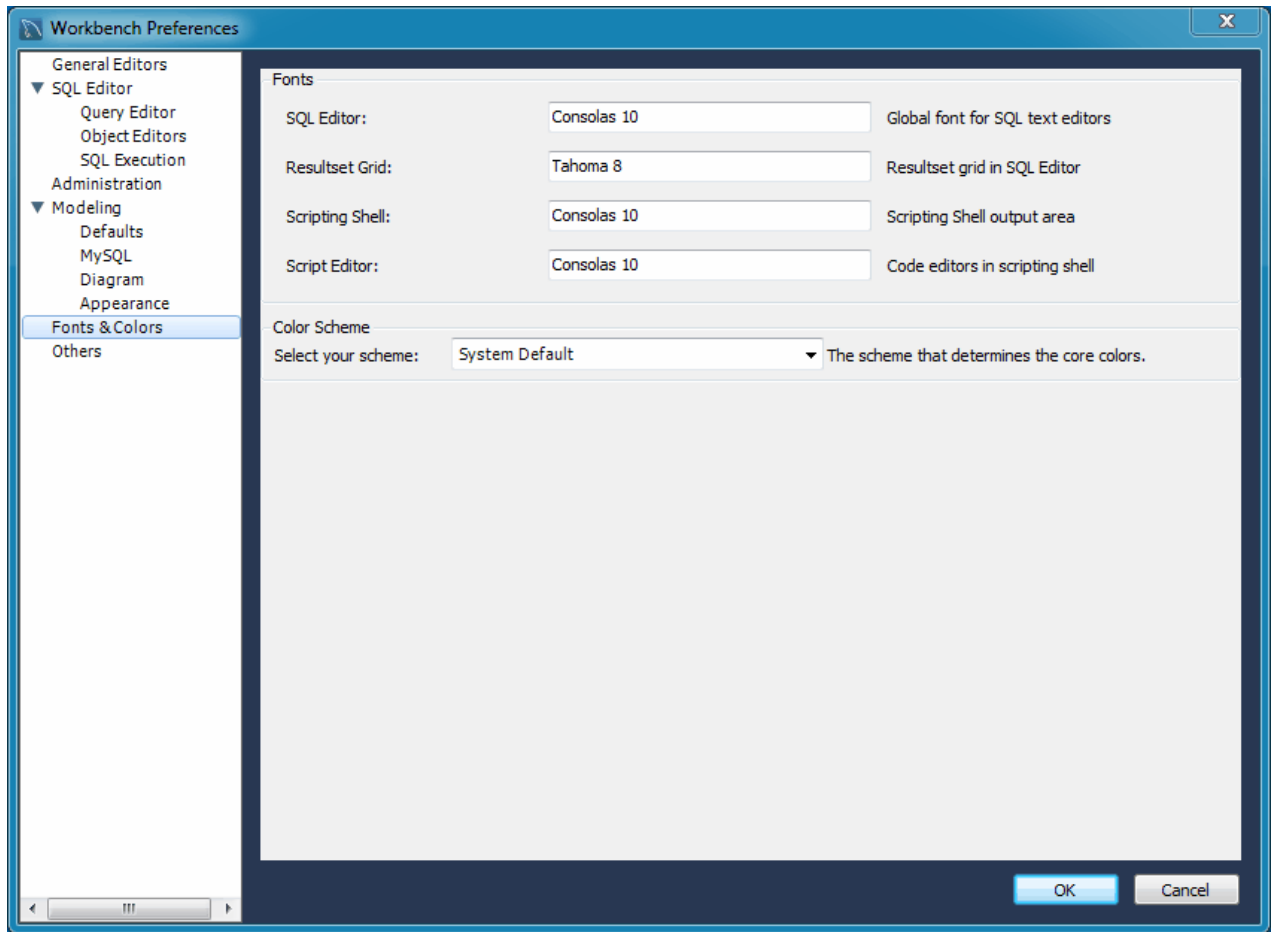 Workbench Preferences
X
General Editors
SQL Editor
Query Editor
Object Editors
SQL Execution
Administration
Modeling
Defaults
MySQL
Diagram
Appearance
Fonts & Colors
Others
Fonts
SQL Editor: Consolas 10 Global font for SQL text editors
Resultset Grid: Tahoma 8 Resultset grid in SQL Editor
Scripting Shell: Consolas 10 Scripting Shell output area
Script Editor: Consolas 10 Code editors in scripting shell
Color Scheme
Select your scheme: System Default The scheme that determines the core colors.
OK Cancel